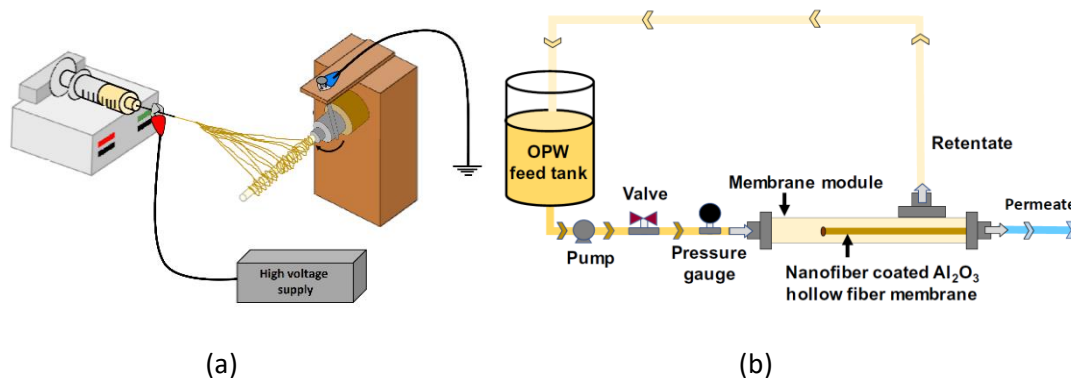 High voltage
supply
(a)
OPW
feed tank
Valve
Pump
Pressure
gauge
Membrane module
Retentate
Permeate
Nanofiber coated Al₂O₃
hollow fiber membrane
(b)